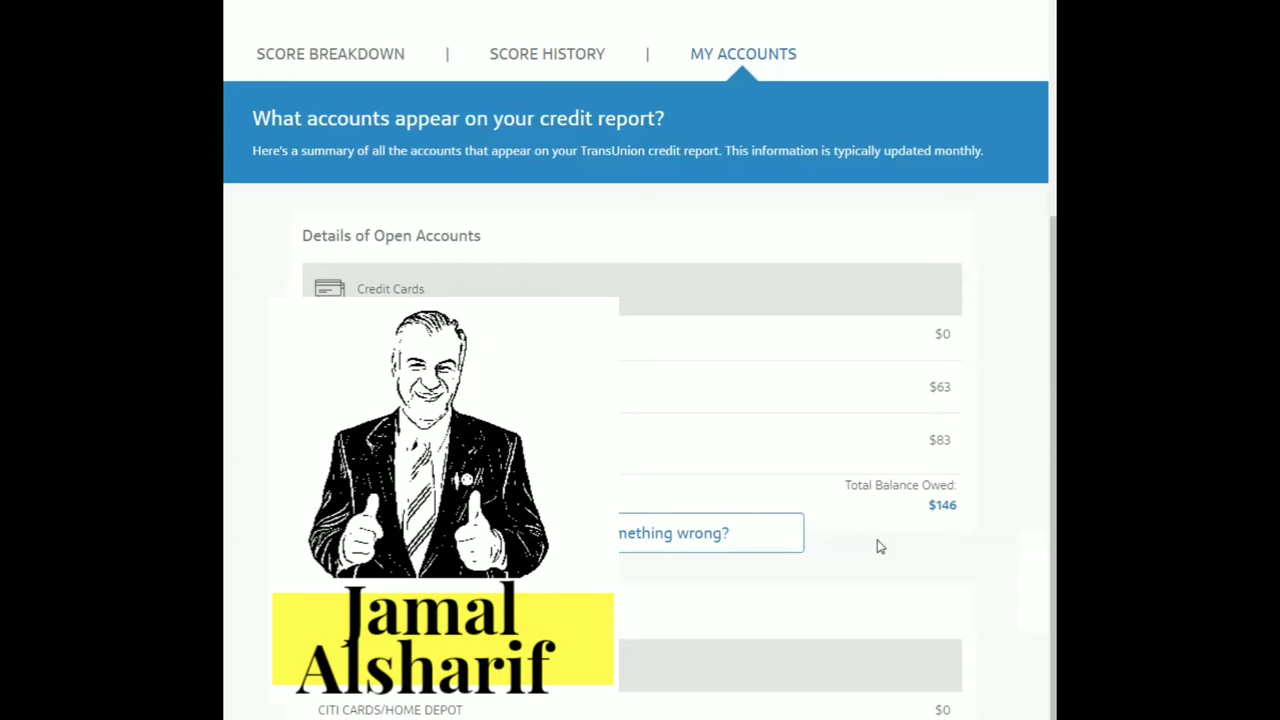 SCORE BREAKDOWN | SCORE HISTORY | MY ACCOUNTS
What accounts appear on your credit report?
Here's a summary of all the accounts that appear on your TransUnion credit report. This information is typically updated monthly.
Details of Open Accounts
Credit Cards
$0
$63
$83
Total Balance Owed:
$146
mething wrong?
Jamal
Alsharif
CITI CARDS/HOME DEPOT $0